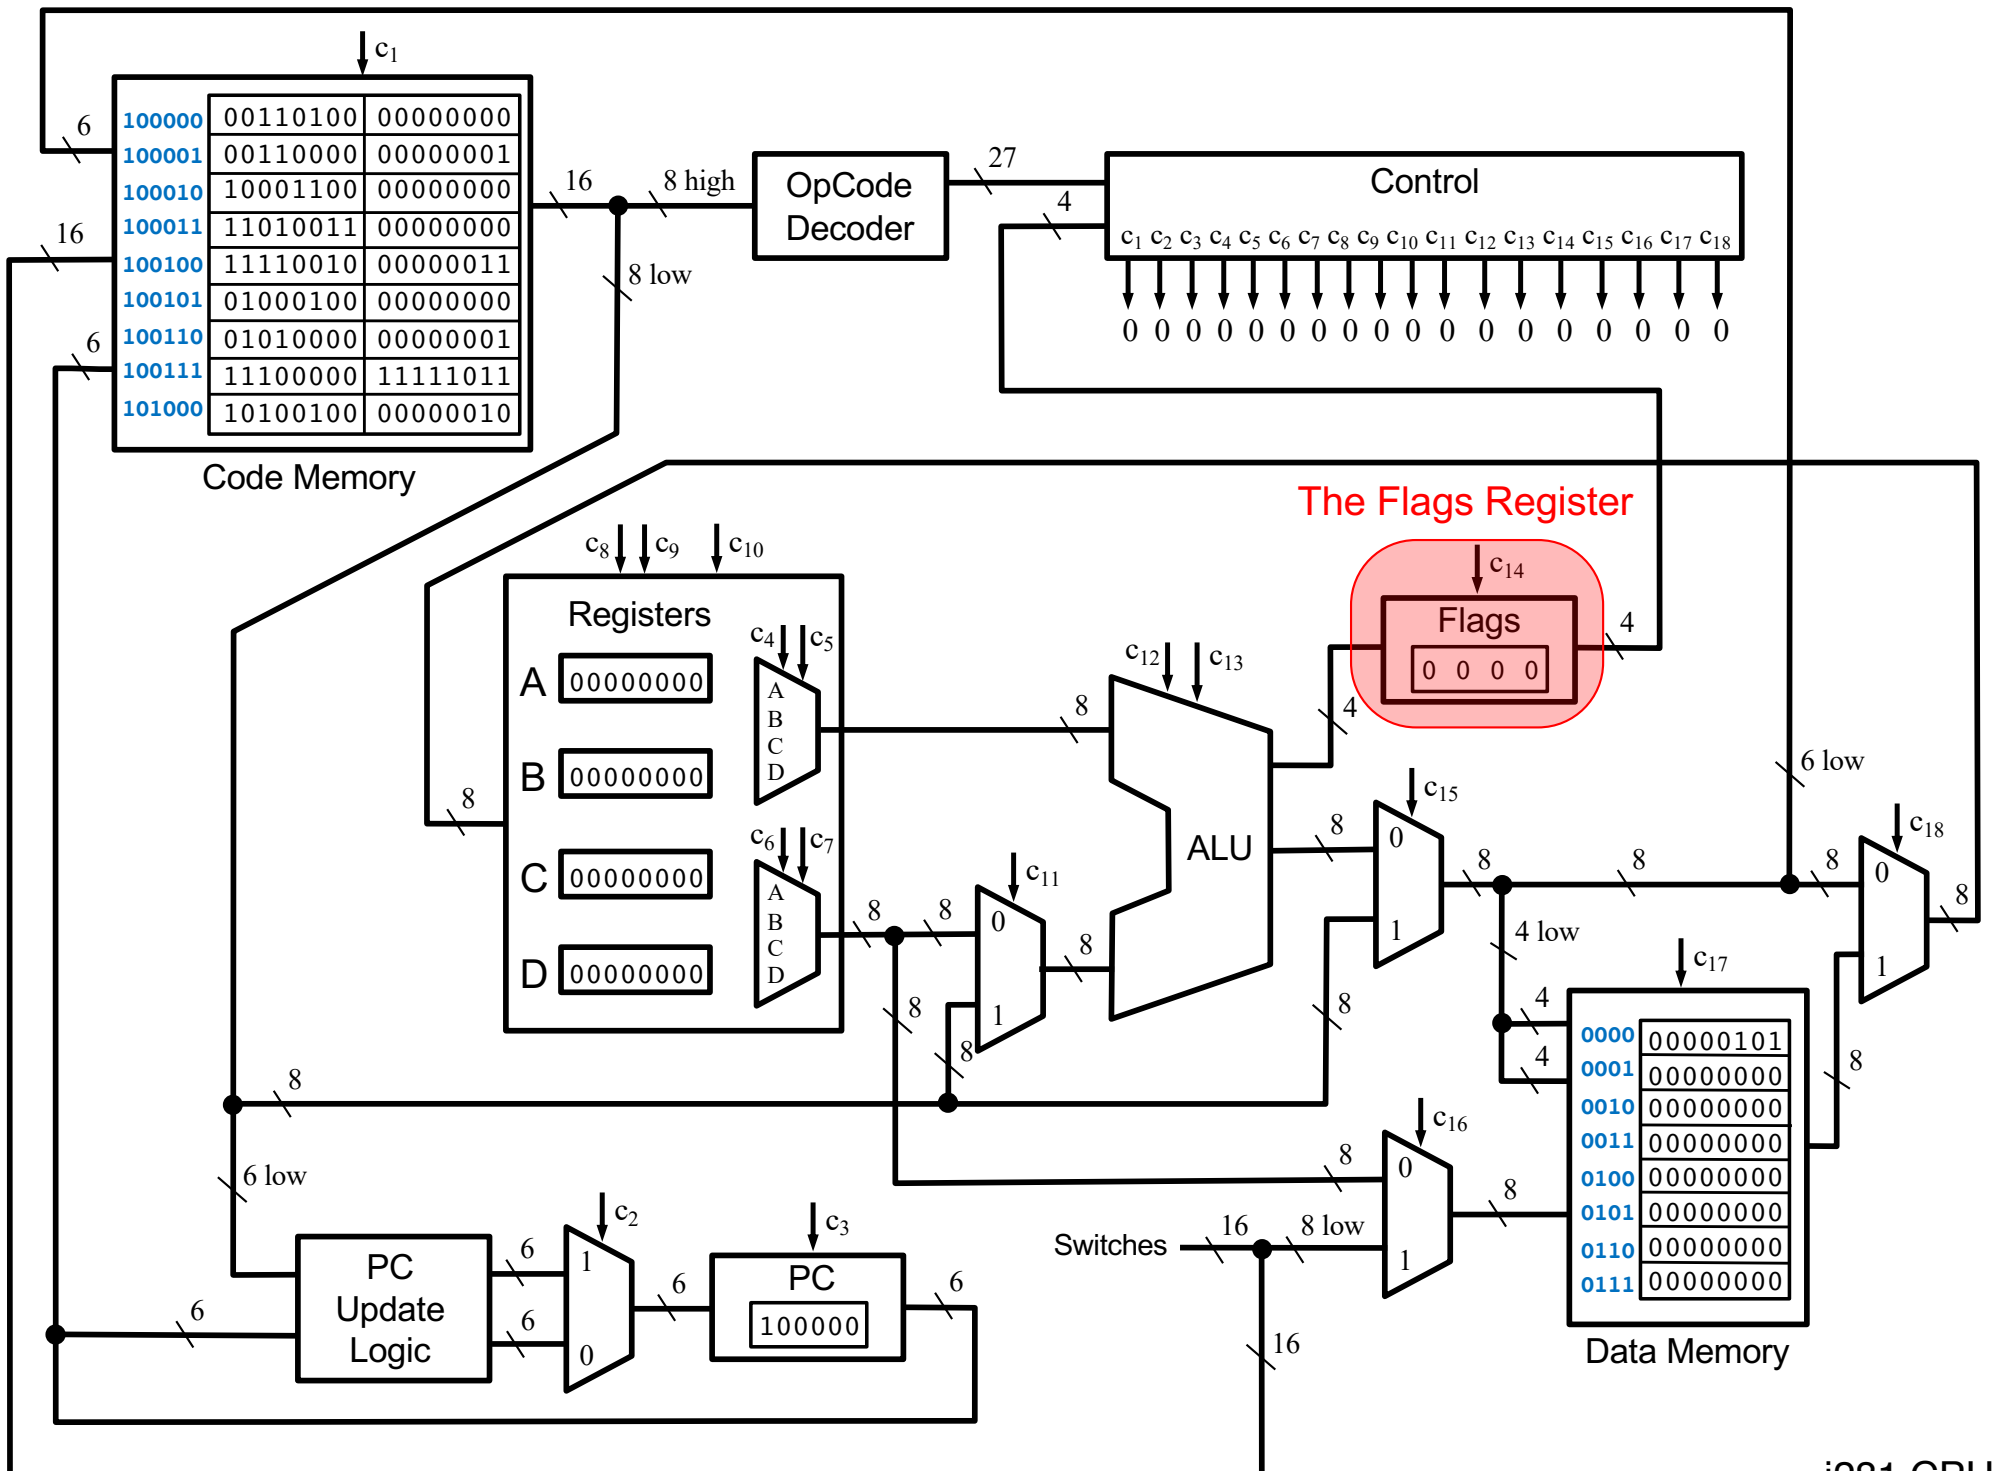 c1
100000 00110100 00000000
100001 00110000 00000001
100010 10001100 00000000
100011 11010011 00000000
100100 11110010 00000011
100101 01000100 00000000
100110 01010000 00000001
100111 11100000 11111011
101000 10100100 00000010
Code Memory
6
16
6
16
8 high
8 low
OpCode
Decoder
27
4
Control
c1 c2 c3 c4 c5 c6 c7 c8 c9 c10 c11 c12 c13 c14 c15 c16 c17 c18
0 0 0 0 0 0 0 0 0 0 0 0 0 0 0 0 0 0
The Flags Register
c14
Flags
0 0 0 0
4
4
c8 c9 c10
Registers
A 00000000
B 00000000
C 00000000
D 00000000
8
c4 c5
A
B
C
D
c6 c7
A
B
C
D
8
8
8
8
c11
0
1
8
8
c12 c13
ALU
8
c15
0
1
8
8
8
6 low
8
4 low
c18
0
1
8
c17
4
4
0000 00000101
0001 00000000
0010 00000000
0011 00000000
0100 00000000
0101 00000000
0110 00000000
0111 00000000
Data Memory
8
8
c16
0
1
8
8
Switches
16
8 low
16
6 low
PC
Update
Logic
6
6
6
c2
1
0
6
c3
PC
100000
6